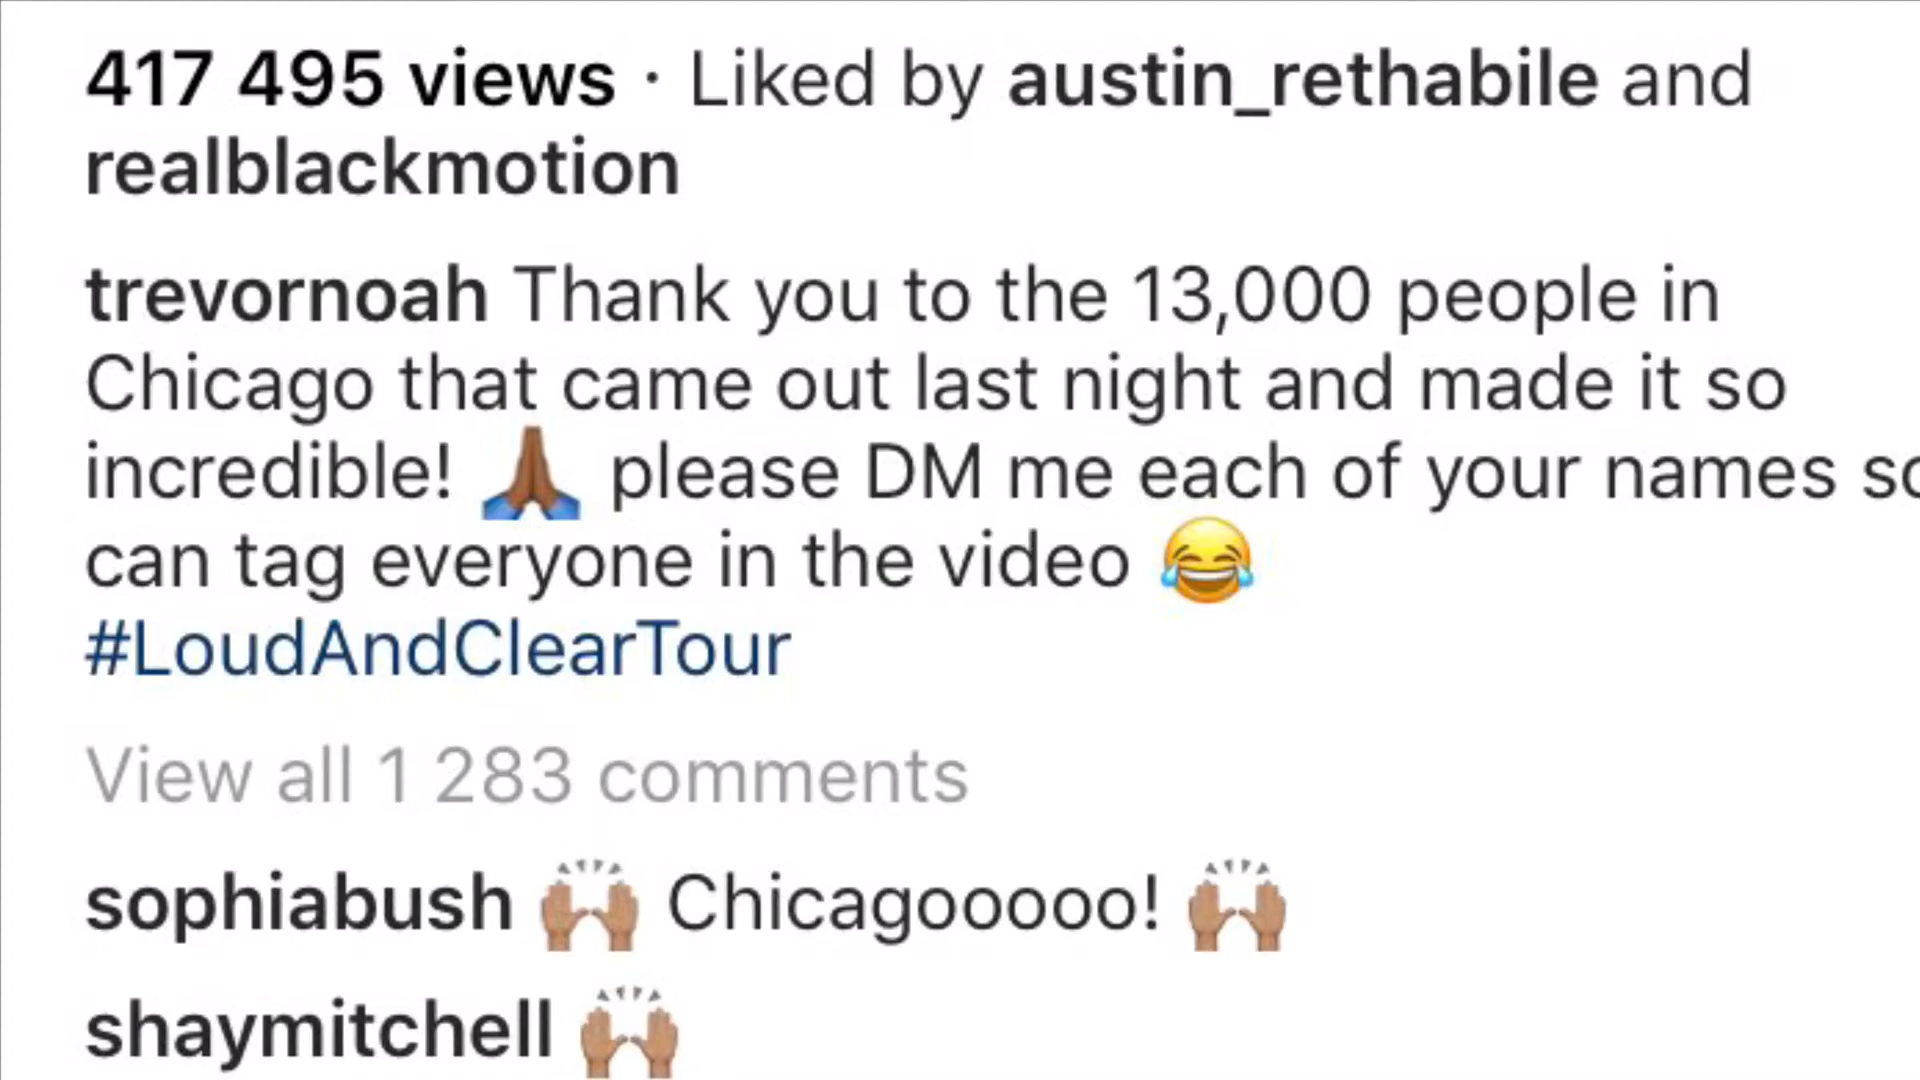 417 495 views · Liked by austin_rethabile and
realblackmotion
trevornoah Thank you to the 13,000 people in
Chicago that came out last night and made it so
incredible! 🙏🏾 please DM me each of your names so
can tag everyone in the video 😂
#LoudAndClearTour
View all 1 283 comments
sophiabush 🙌🏽 Chicagooooo! 🙌🏽
shaymitchell 🙌🏽